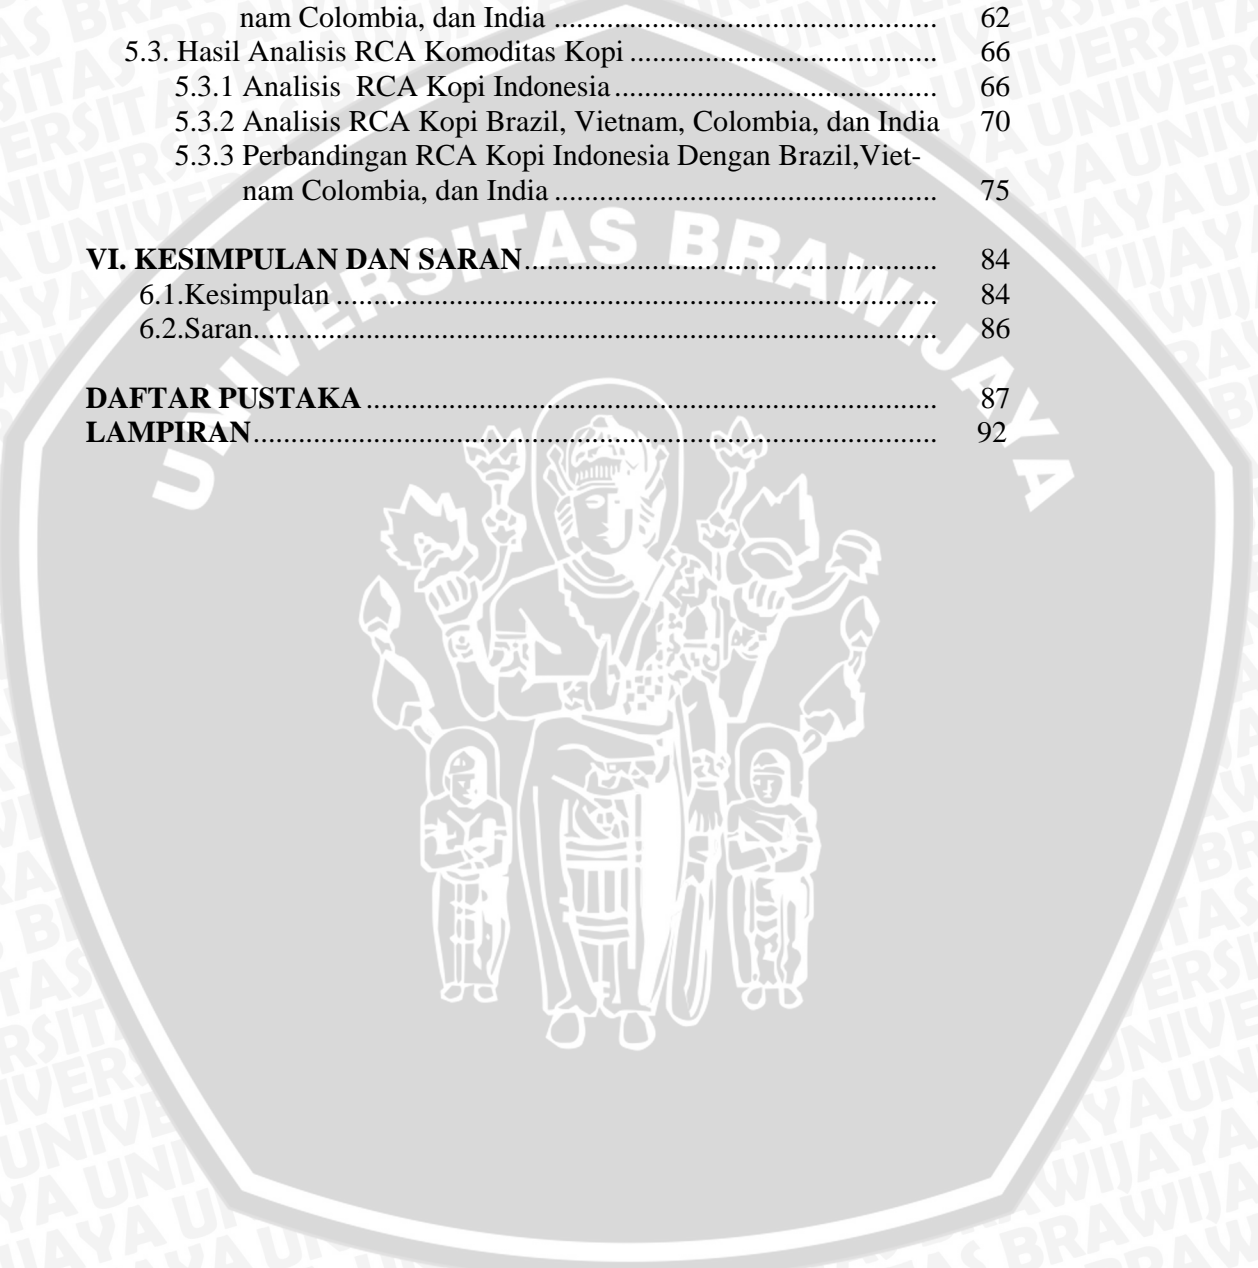 nam Colombia, dan India ................................................. 62
5.3. Hasil Analisis RCA Komoditas Kopi ....................................... 66
5.3.1 Analisis RCA Kopi Indonesia ......................................... 66
5.3.2 Analisis RCA Kopi Brazil, Vietnam, Colombia, dan India 70
5.3.3 Perbandingan RCA Kopi Indonesia Dengan Brazil,Viet-
nam Colombia, dan India ................................................. 75
VI. KESIMPULAN DAN SARAN ..................................................... 84
6.1.Kesimpulan ............................................................................. 84
6.2.Saran....................................................................................... 86
DAFTAR PUSTAKA ......................................................................... 87
LAMPIRAN....................................................................................... 92
UNIVERSITAS BRAWIJAYA